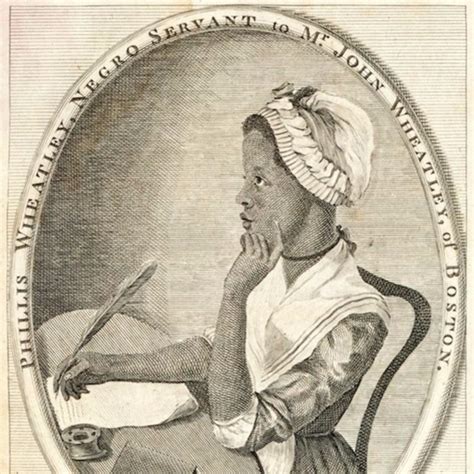 PHILLIS WHEATLEY, NEGRO SERVANT to Mr. JOHN WHEATLEY, of BOSTON.